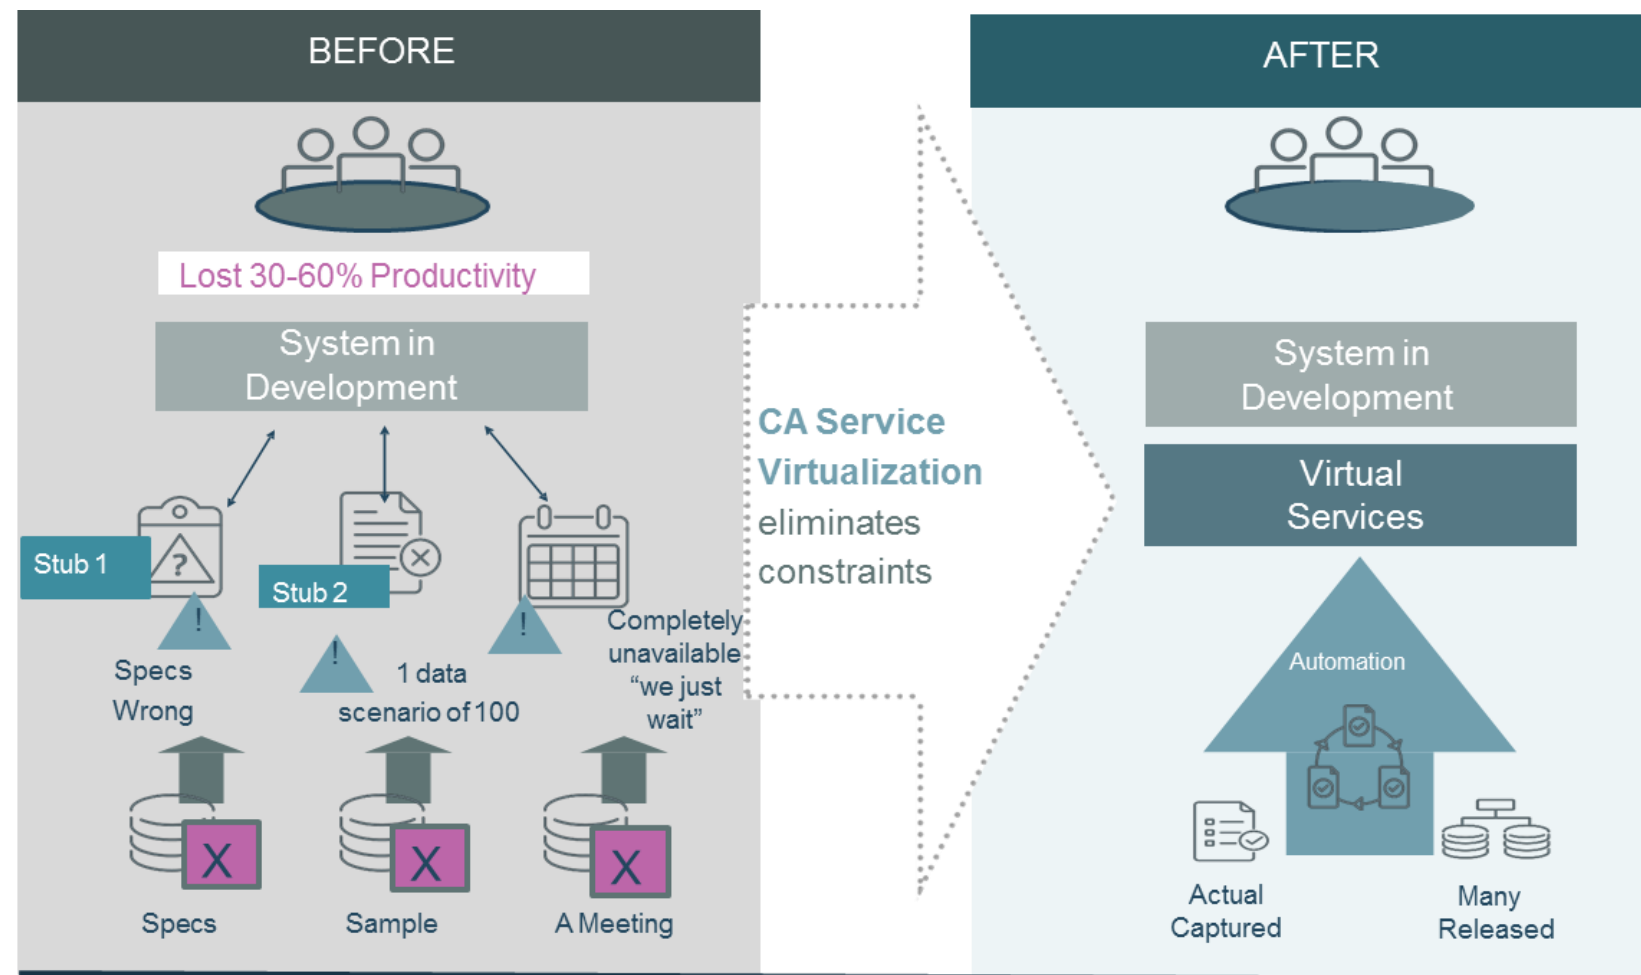 BEFORE
Lost 30-60% Productivity
System in
Development
Stub 1
?
Stub 2
!
!
!
Specs
Wrong
1 data
scenario of 100
Completely
unavailable
“we just
wait”
X
X
X
Specs
Sample
A Meeting
CA Service
Virtualization
eliminates
constraints
AFTER
System in
Development
Virtual
Services
Automation
Actual
Captured
Many
Released